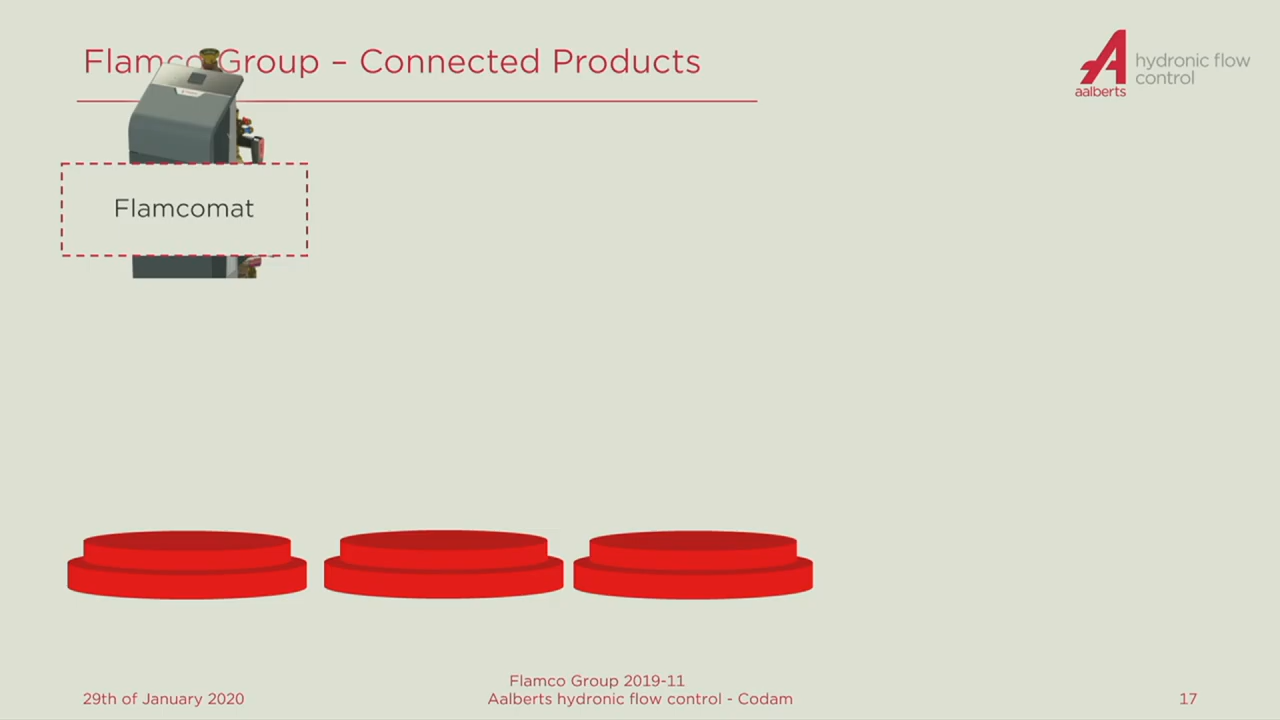 Flamco Group – Connected Products
hydronic flow
control
aalberts
Flamcomat
Flamco Group 2019-11
29th of January 2020
Aalberts hydronic flow control - Codam
17